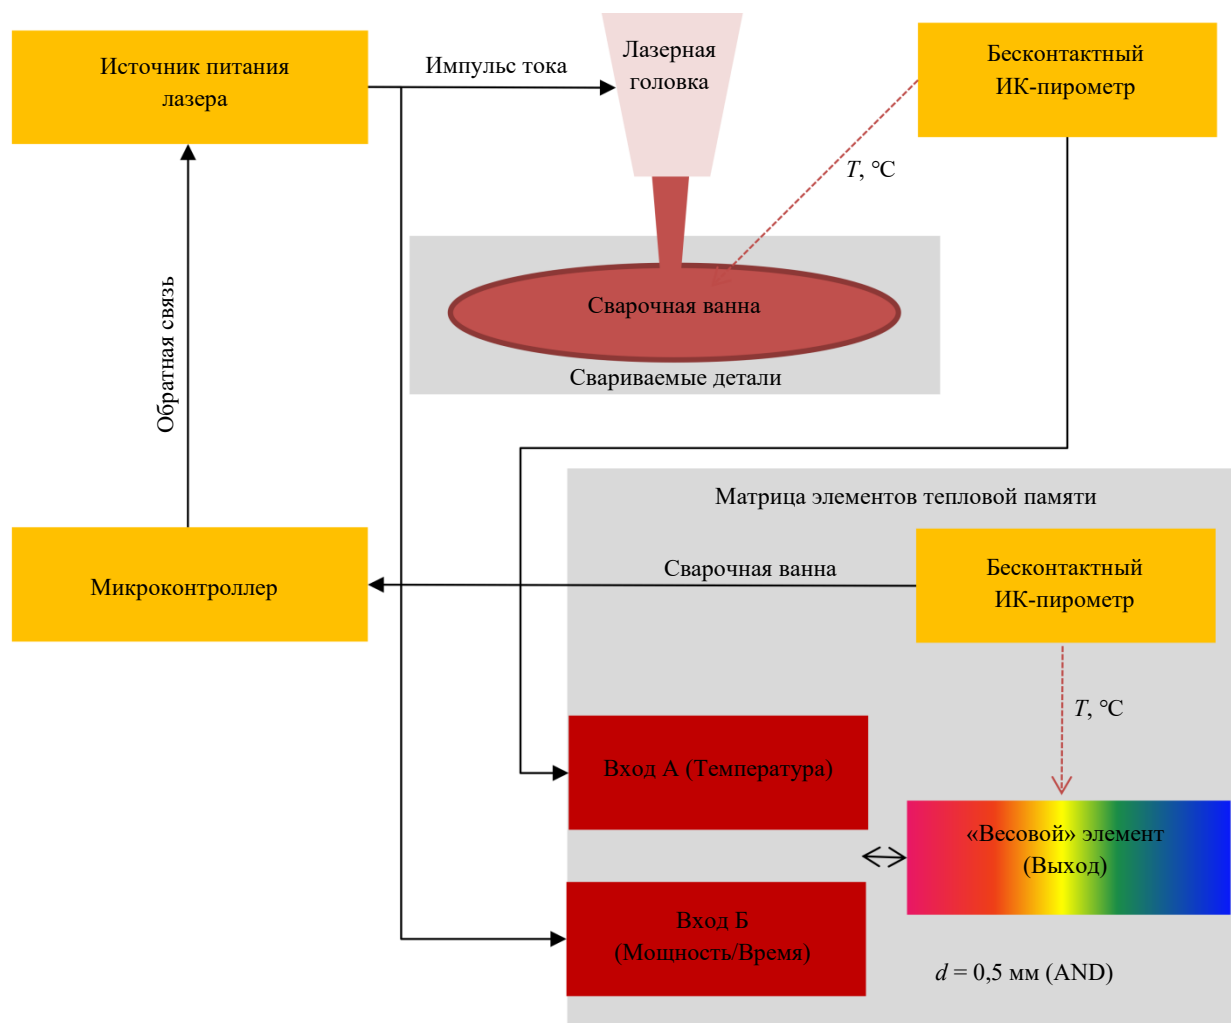 Источник питания
лазера
Импульс тока
Лазерная
головка
Бесконтактный
ИК-пирометр
T, °C
Обратная связь
Сварочная ванна
Свариваемые детали
Матрица элементов тепловой памяти
Микроконтроллер
Сварочная ванна
Бесконтактный
ИК-пирометр
T, °C
Вход А (Температура)
«Весовой» элемент
(Выход)
Вход Б
(Мощность/Время)
d = 0,5 мм (AND)